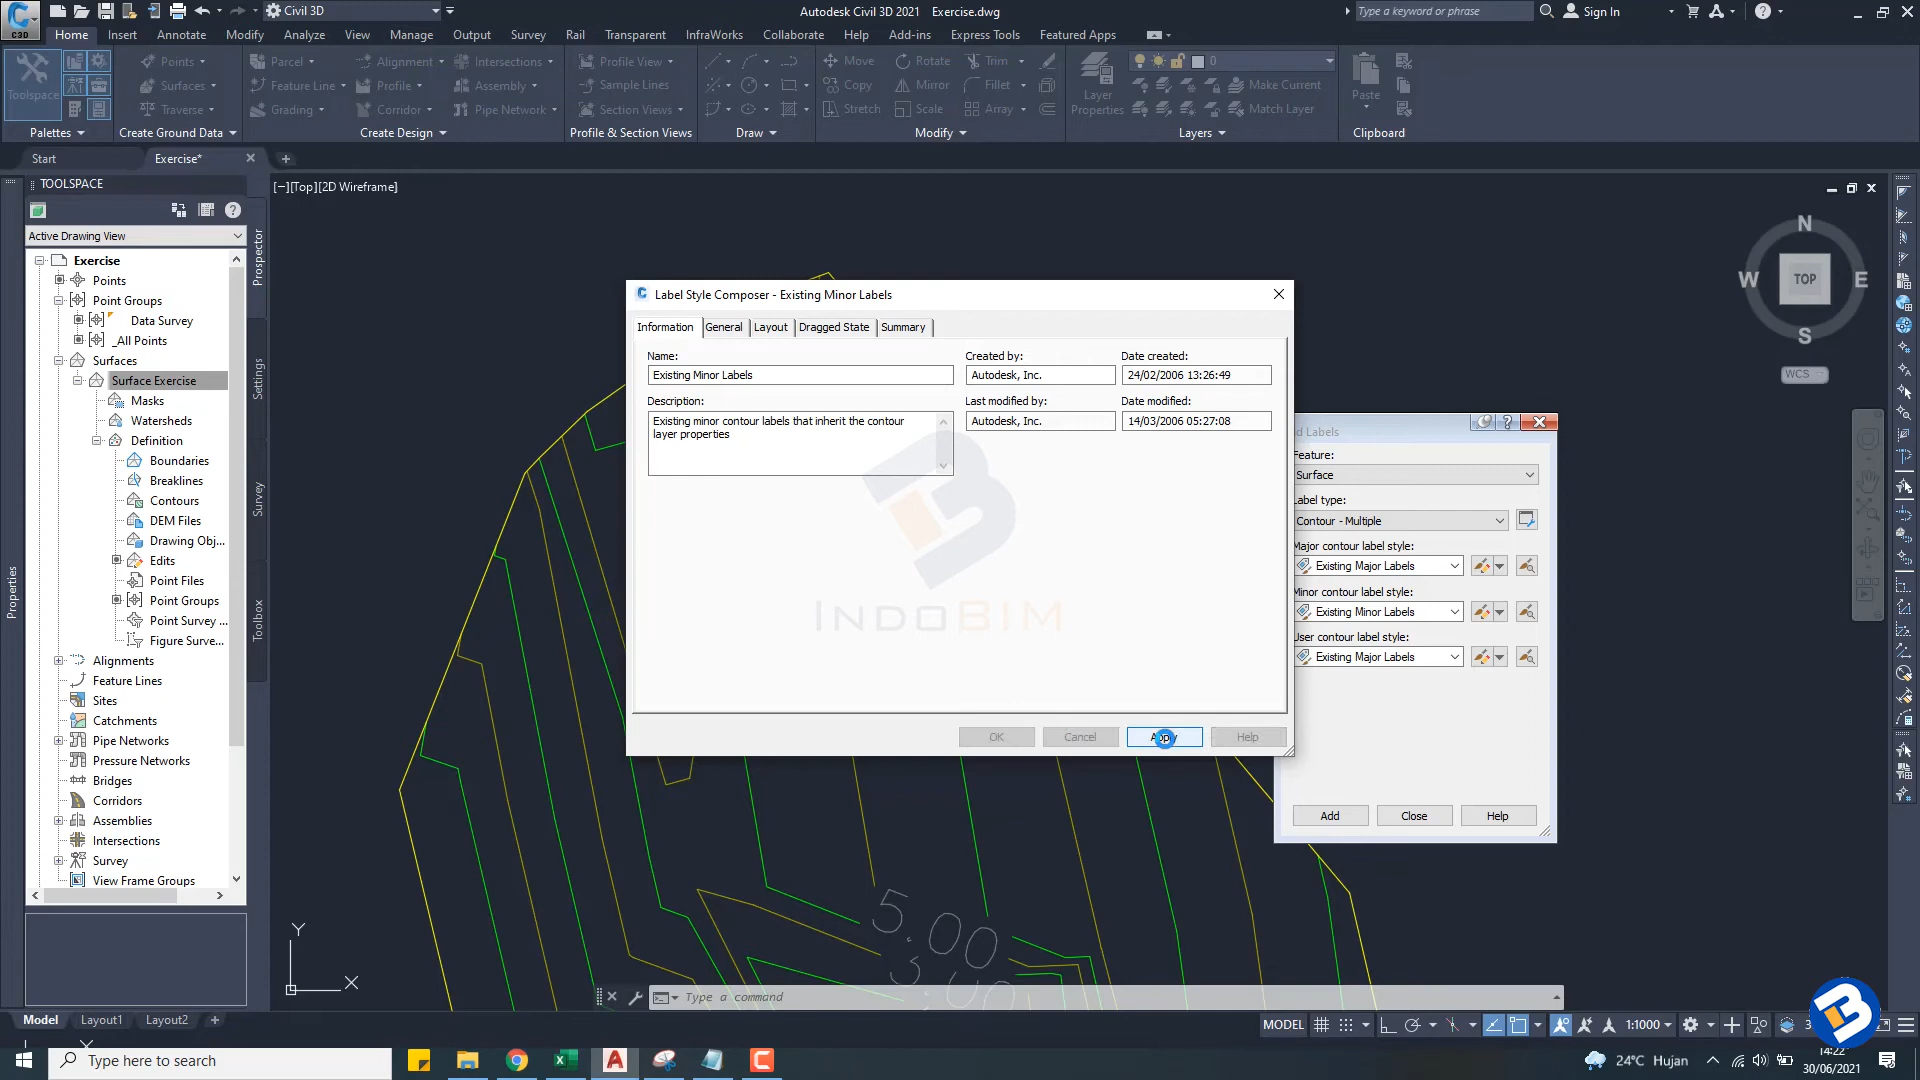 Civil 3D
Autodesk Civil 3D 2021 Exercise.dwg
Type a keyword or phrase
Sign In
C3D
Home Insert Annotate Modify Analyze View Manage Output Survey Rail Transparent InfraWorks Collaborate Help Add-ins Express Tools Featured Apps
Points Parcel Alignment Intersections Profile View Move Rotate Trim 0
Toolspace Surfaces Feature Line Profile Assembly Sample Lines Copy Mirror Fillet Layer Properties Make Current Paste
Traverse Grading Corridor Pipe Network Section Views Stretch Scale Array Match Layer
Palettes Create Ground Data Create Design Profile & Section Views Draw Modify Layers Clipboard
Start Exercise*
TOOLSPACE
[−][Top][2D Wireframe]
Active Drawing View
Exercise
Points
Point Groups
Data Survey
_All Points
Surfaces
Surface Exercise
Masks
Watersheds
Definition
Boundaries
Breaklines
Contours
DEM Files
Drawing Obj...
Edits
Point Files
Point Groups
Point Survey ...
Figure Surve...
Alignments
Feature Lines
Sites
Catchments
Pipe Networks
Pressure Networks
Bridges
Corridors
Assemblies
Intersections
Survey
View Frame Groups
Prospector
Settings
Survey
Toolbox
Properties
N
W TOP E
S
WCS
Label Style Composer - Existing Minor Labels
Information General Layout Dragged State Summary
Name:
Existing Minor Labels
Created by:
Autodesk, Inc.
Date created:
24/02/2006 13:26:49
Description:
Existing minor contour labels that inherit the contour
layer properties
Last modified by:
Autodesk, Inc.
Date modified:
14/03/2006 05:27:08
INDOBIM
OK Cancel Apply Help
Labels
Feature:
Surface
Label type:
Contour - Multiple
Major contour label style:
Existing Major Labels
Minor contour label style:
Existing Minor Labels
User contour label style:
Existing Major Labels
Add Close Help
5.00
Y
X
Type a command
Model Layout1 Layout2
MODEL 1:1000
Type here to search
24°C Hujan
14:22
30/06/2021